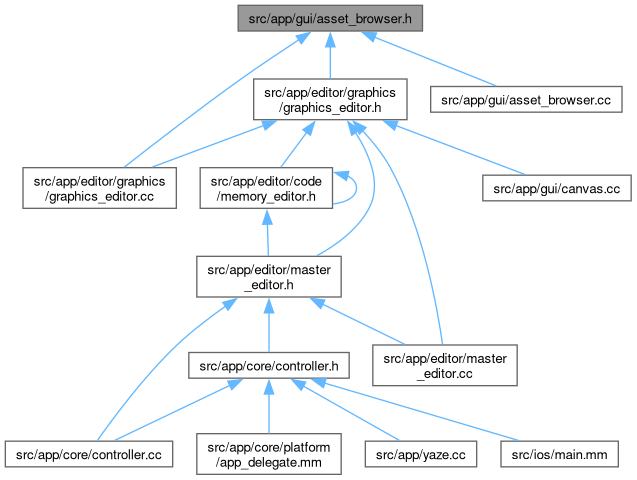 src/app/gui/asset_browser.h
src/app/editor/graphics
/graphics_editor.h
src/app/gui/asset_browser.cc
src/app/editor/graphics
/graphics_editor.cc
src/app/editor/code
/memory_editor.h
src/app/gui/canvas.cc
src/app/editor/master
_editor.h
src/app/core/controller.h
src/app/editor/master
_editor.cc
src/app/core/controller.cc
src/app/core/platform
/app_delegate.mm
src/app/yaze.cc
src/ios/main.mm